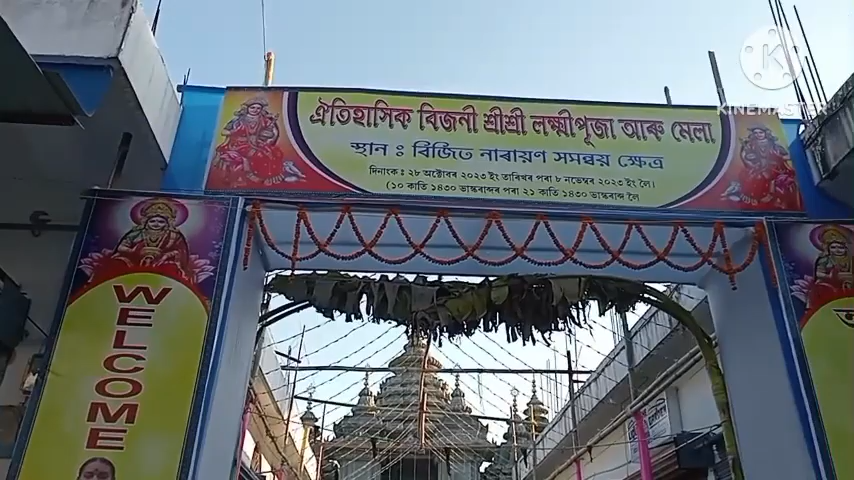 ঐতিহাসিক বিজনী শ্ৰীশ্ৰী লক্ষ্মীপূজা আৰু মেলা
স্থান : বিজিত নাৰায়ণ সমন্বয় ক্ষেত্ৰ
দিনাংক : ২৮ অক্টোবৰ ২০২৩ ইং তাৰিখৰ পৰা ৮ নৱেম্বৰ ২০২৩ ইং লৈ
(১০ কাতি ১৪৩০ ভাস্কৰাব্দৰ পৰা ২১ কাতি ১৪৩০ ভাস্কৰাব্দ লৈ)
WELCOME
KINEMASTER